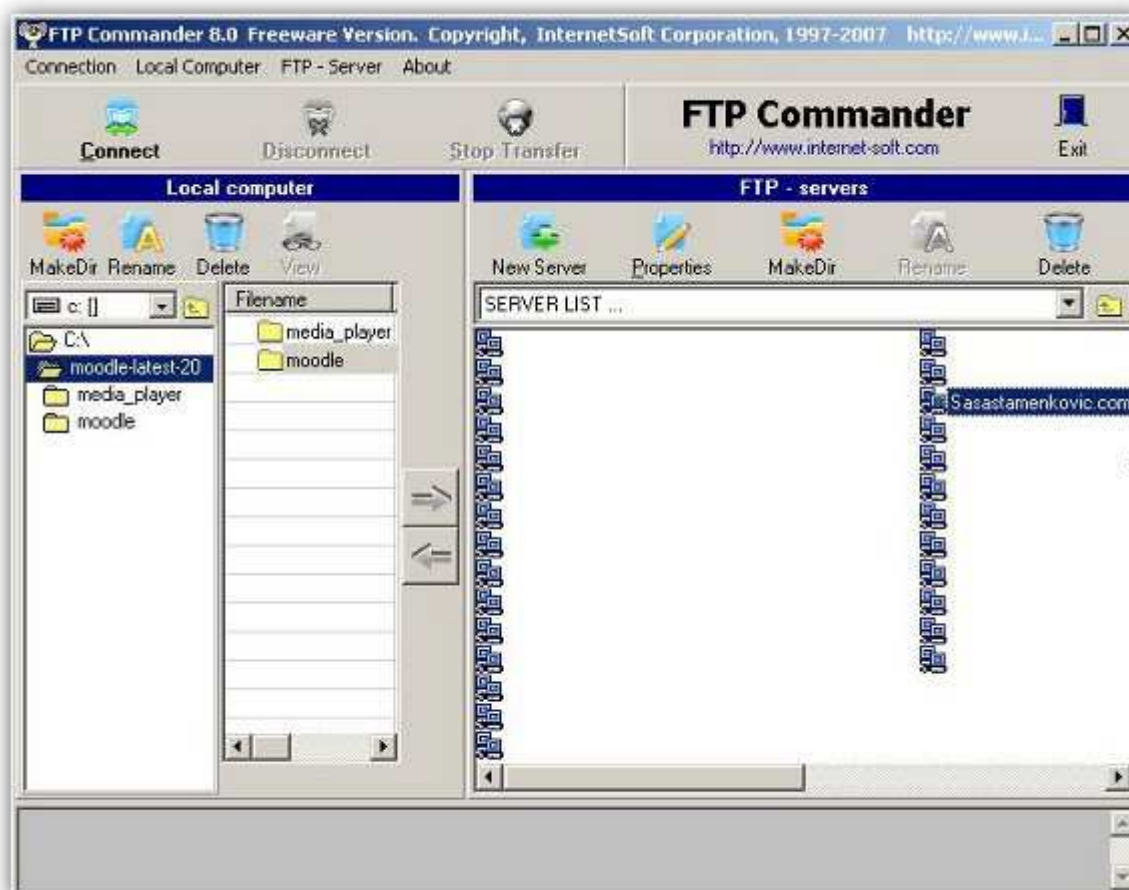 FTP Commander 8.0 Freeware Version. Copyright, InternetSoft Corporation, 1997-2007 http://www.i...
Connection Local Computer FTP - Server About
Connect Disconnect Stop Transfer
FTP Commander
http://www.internet-soft.com
Exit
Local computer
MakeDir Rename Delete View
c: []
C:\
moodle-latest-20
media_player
moodle
Filename
media_player
moodle
FTP - servers
New Server Properties MakeDir Rename Delete
SERVER LIST ...
Sasastamenkovic.com